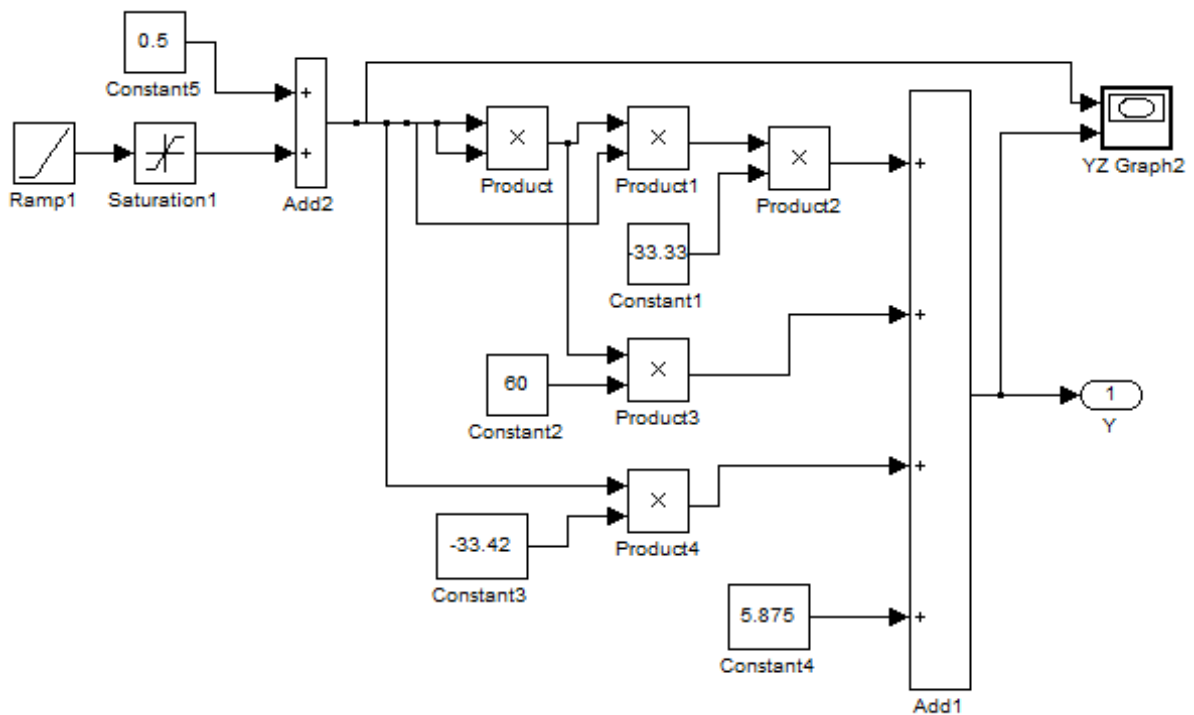 0.5
Constant5
+
+
Ramp1
Saturation1
Add2
×
Product
×
Product1
×
Product2
-33.33
Constant1
60
Constant2
×
Product3
-33.42
Constant3
×
Product4
5.875
Constant4
+
+
+
+
Add1
YZ Graph2
1
Y